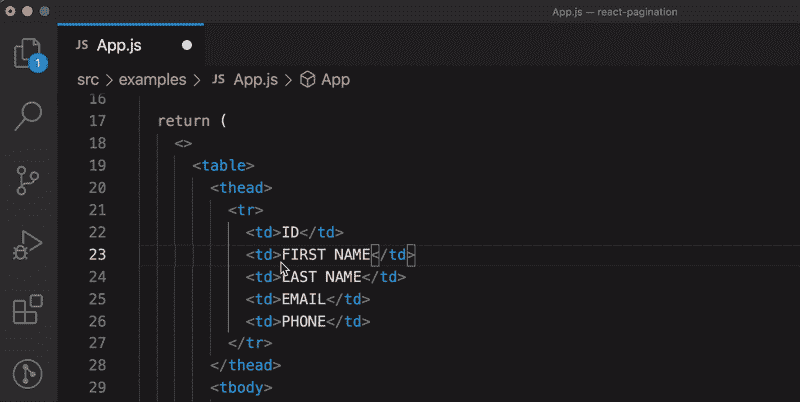 App.js — react-pagination
JS App.js
1
src > examples > JS App.js > App
16
17 return (
18 <>
19 <table>
20 <thead>
21 <tr>
22 <td>ID</td>
23 <td>FIRST NAME</td>
24 <td>LAST NAME</td>
25 <td>EMAIL</td>
26 <td>PHONE</td>
27 </tr>
28 </thead>
29 <tbody>